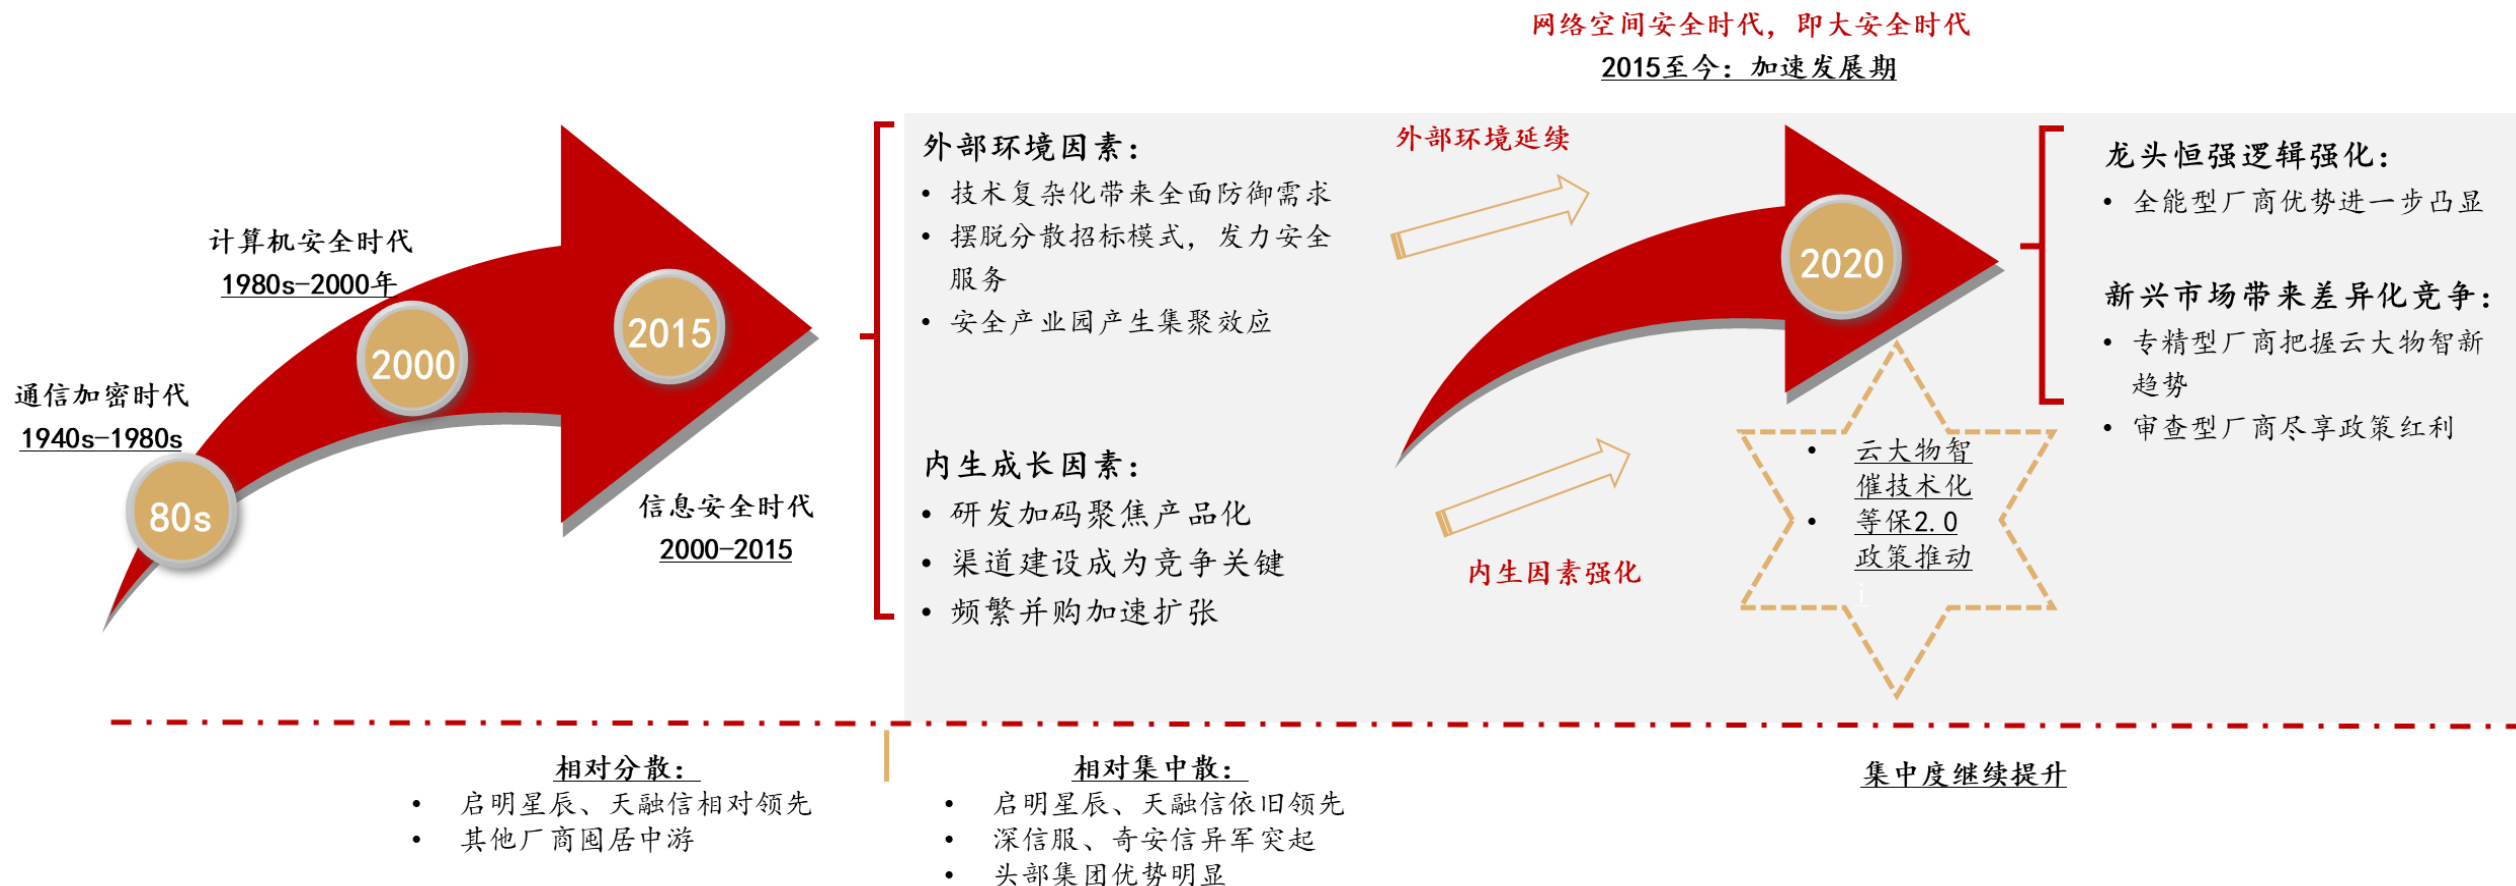 网络空间安全时代，即大安全时代
2015至今：加速发展期
通信加密时代
1940s-1980s
80s
计算机安全时代
1980s-2000年
2000
2015
信息安全时代
2000-2015
外部环境因素：
• 技术复杂化带来全面防御需求
• 摆脱分散招标模式，发力安全
服务
• 安全产业园产生集聚效应
内生成长因素：
• 研发加码聚焦产品化
• 渠道建设成为竞争关键
• 频繁并购加速扩张
外部环境延续
内生因素强化
2020
• 云大物智
催技术化
• 等保2.0
政策推动
龙头恒强逻辑强化：
• 全能型厂商优势进一步凸显
新兴市场带来差异化竞争：
• 专精型厂商把握云大物智新
趋势
• 审查型厂商尽享政策红利
相对分散：
• 启明星辰、天融信相对领先
• 其他厂商囤居中游
相对集中散：
• 启明星辰、天融信依旧领先
• 深信服、奇安信异军突起
• 头部集团优势明显
集中度继续提升